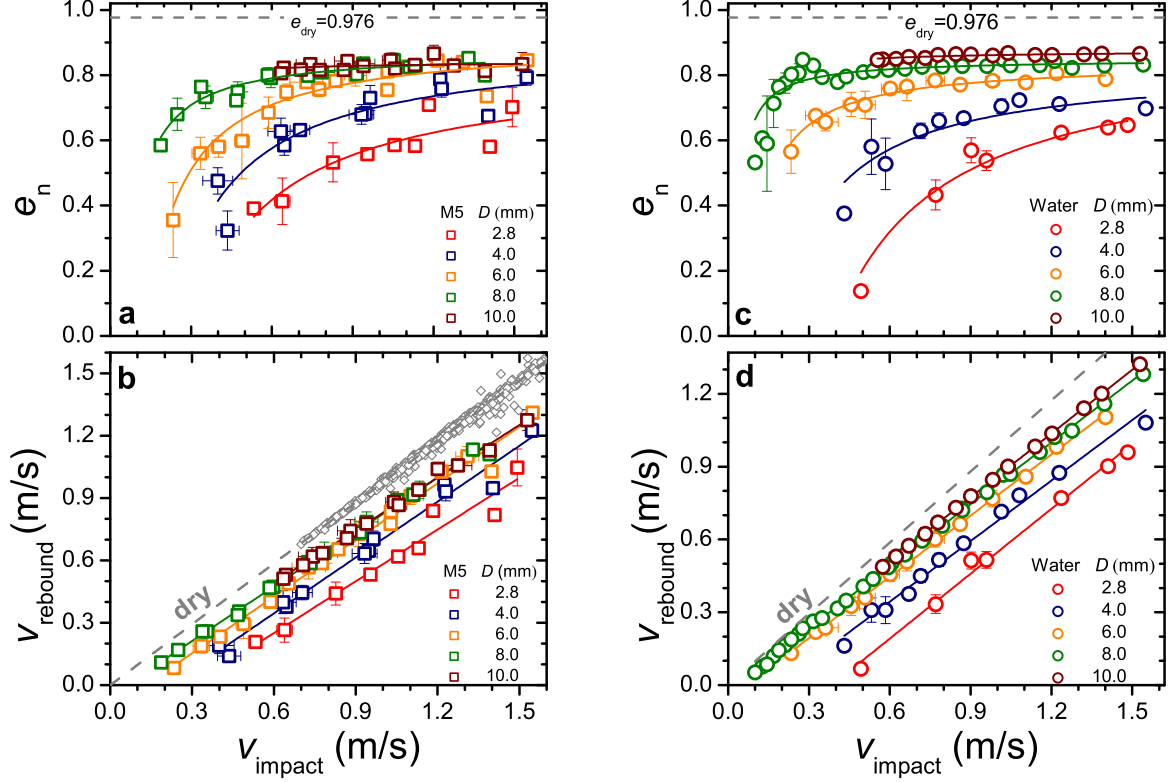 e_dry=0.976
1.0
0.8
0.6
0.4
0.2
0.0
e_n
M5 D (mm)
2.8
4.0
6.0
8.0
10.0
a
e_dry=0.976
1.0
0.8
0.6
0.4
0.2
0.0
e_n
Water D (mm)
2.8
4.0
6.0
8.0
10.0
c
b
1.5
1.2
0.9
0.6
0.3
0.0
v_rebound (m/s)
dry
M5 D (mm)
2.8
4.0
6.0
8.0
10.0
0.0 0.3 0.6 0.9 1.2 1.5
v_impact (m/s)
d
1.2
0.9
0.6
0.3
0.0
v_rebound (m/s)
dry
Water D (mm)
2.8
4.0
6.0
8.0
10.0
0.0 0.3 0.6 0.9 1.2 1.5
v_impact (m/s)